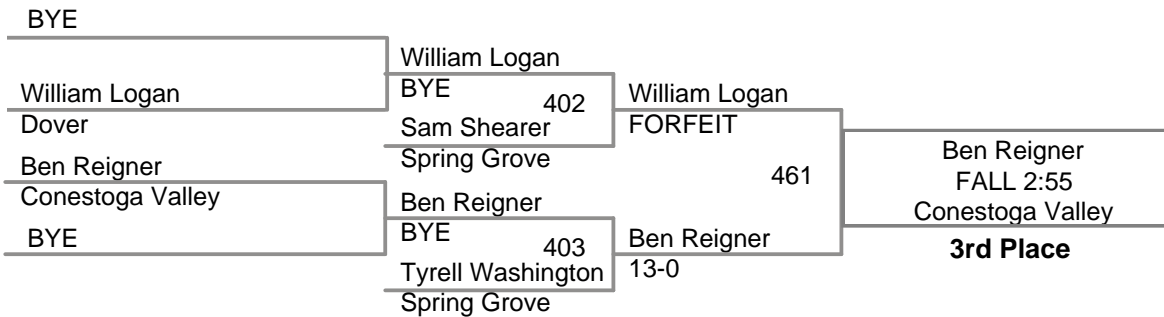 BYE
William Logan
Dover
Ben Reigner
Conestoga Valley
BYE
William Logan
BYE
402
Sam Shearer
Spring Grove
Ben Reigner
BYE
403
Tyrell Washington
Spring Grove
William Logan
FORFEIT
461
Ben Reigner
13-0
Ben Reigner
FALL 2:55
Conestoga Valley
3rd Place